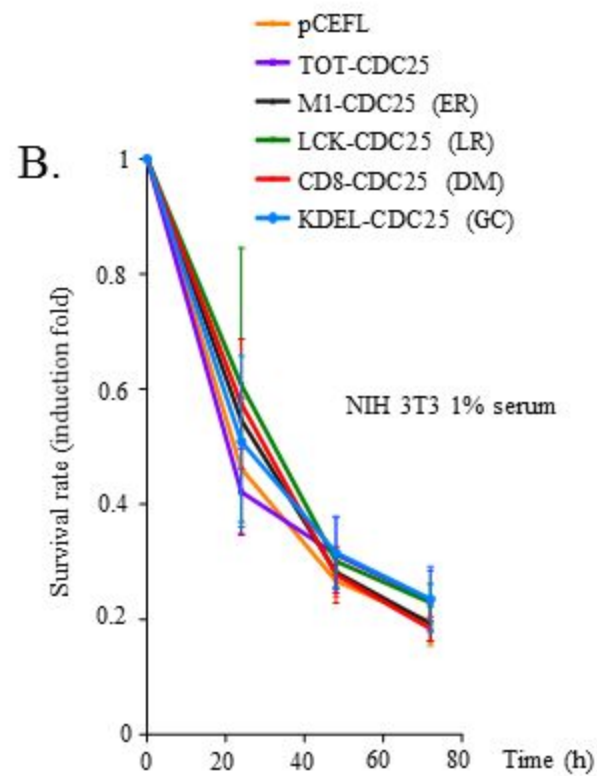 pCEFL
TOT-CDC25
M1-CDC25 (ER)
LCK-CDC25 (LR)
CD8-CDC25 (DM)
KDEL-CDC25 (GC)
B.
Survival rate (induction fold)
1
0.8
0.6
0.4
0.2
0
NIH 3T3 1% serum
0 20 40 60 80 Time (h)